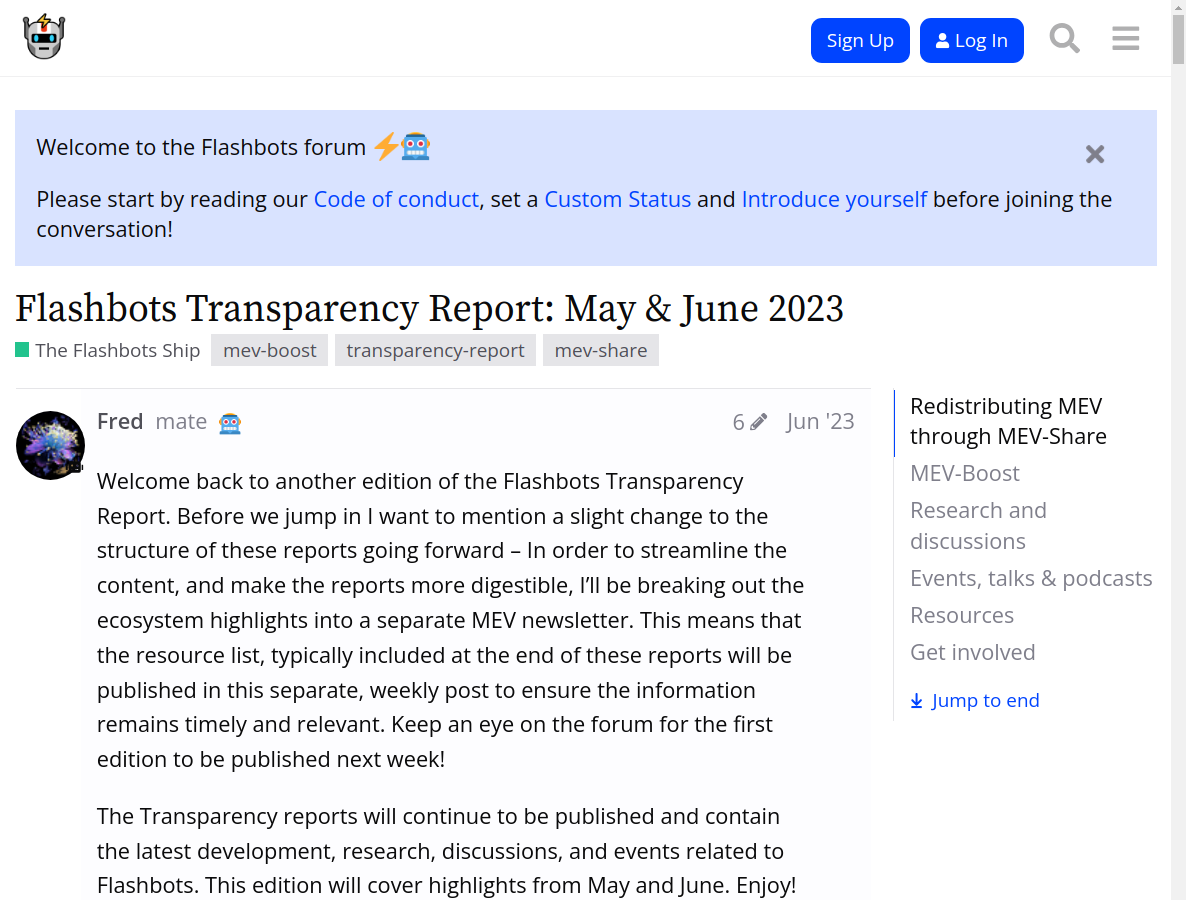 Sign Up
Log In
Welcome to the Flashbots forum
Please start by reading our Code of conduct, set a Custom Status and Introduce yourself before joining the
conversation!
Flashbots Transparency Report: May & June 2023
The Flashbots Ship
mev-boost
transparency-report
mev-share
Fred mate
6
Jun '23
Welcome back to another edition of the Flashbots Transparency
Report. Before we jump in I want to mention a slight change to the
structure of these reports going forward – In order to streamline the
content, and make the reports more digestible, I’ll be breaking out the
ecosystem highlights into a separate MEV newsletter. This means that
the resource list, typically included at the end of these reports will be
published in this separate, weekly post to ensure the information
remains timely and relevant. Keep an eye on the forum for the first
edition to be published next week!
The Transparency reports will continue to be published and contain
the latest development, research, discussions, and events related to
Flashbots. This edition will cover highlights from May and June. Enjoy!
Redistributing MEV
through MEV-Share
MEV-Boost
Research and
discussions
Events, talks & podcasts
Resources
Get involved
Jump to end